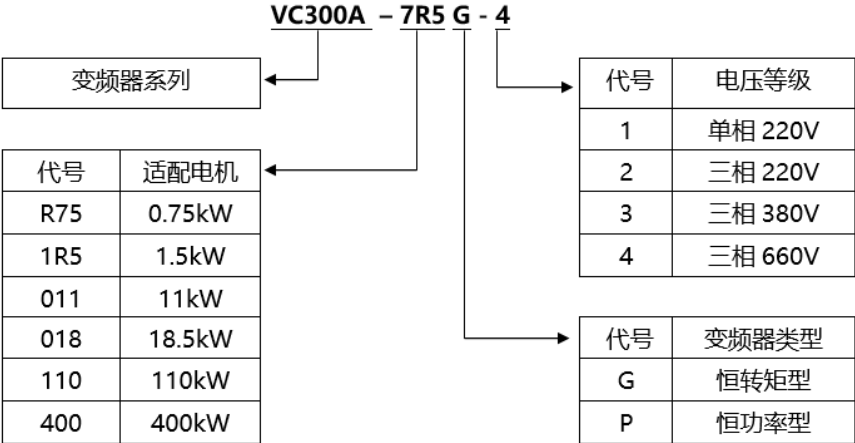 VC300A – 7R5 G - 4
变频器系列
代号 适配电机
R75 0.75kW
1R5 1.5kW
011 11kW
018 18.5kW
110 110kW
400 400kW
代号 电压等级
1 单相 220V
2 三相 220V
3 三相 380V
4 三相 660V
代号 变频器类型
G 恒转矩型
P 恒功率型